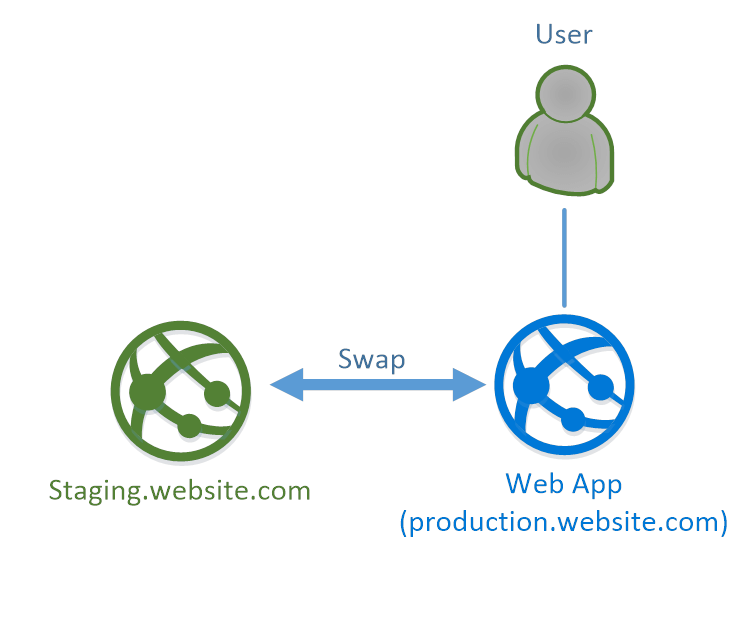 User
Swap
Staging.website.com
Web App
(production.website.com)